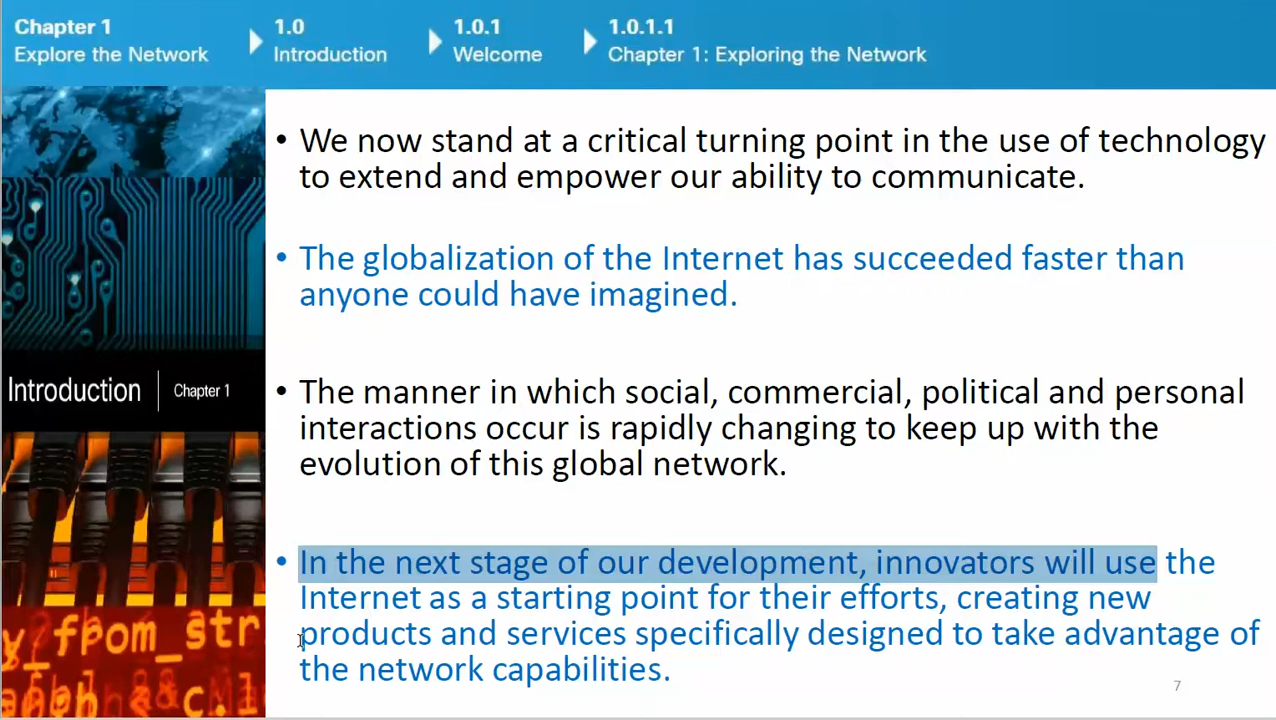 Chapter 1
Explore the Network
1.0
Introduction
1.0.1
Welcome
1.0.1.1
Chapter 1: Exploring the Network
• We now stand at a critical turning point in the use of technology
to extend and empower our ability to communicate.
• The globalization of the Internet has succeeded faster than
anyone could have imagined.
Introduction | Chapter 1
• The manner in which social, commercial, political and personal
interactions occur is rapidly changing to keep up with the
evolution of this global network.
• In the next stage of our development, innovators will use the
Internet as a starting point for their efforts, creating new
products and services specifically designed to take advantage of
the network capabilities.
y_from_str
7